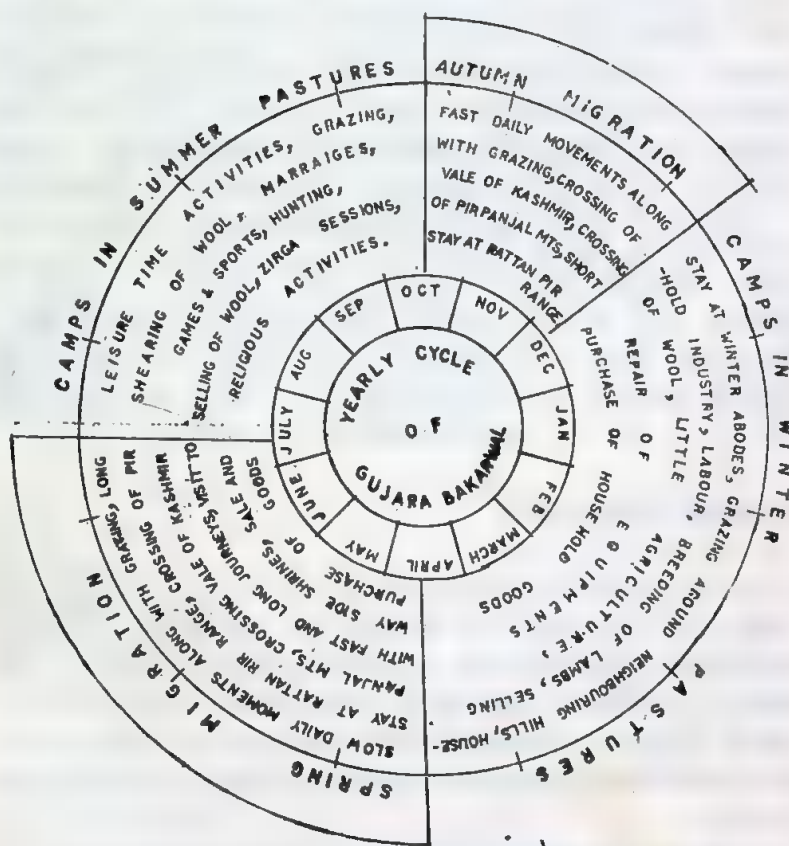 AUTUMN MIGRATION
FAST DAILY MOVEMENTS ALONG
WITH GRAZING, CROSSING OF
VALE OF KASHMIR, CROSSING
OF PIRPANJAL MTS, SHORT
STAY AT RATTAN PIR
RANGE
CAMPS IN WINTER PASTURES
STAY AT WINTER ABODES, GRAZING AROUND NEIGHBOURING HILLS, HOUSE-
-HOLD INDUSTRY, LABOUR, BREEDING OF LAMBS, SELLING
OF WOOL, LITTLE AGRICULTURE,
REPAIR OF EQUIPMENTS
PURCHASE OF HOUSE HOLD GOODS
SPRING MIGRATION
SLOW DAILY MOMENTS ALONG WITH GRAZING, LONG
STAY AT RATTAN HIR RANGE, CROSSING OF PIR
PANJAL MTS, CROSSING VALE OF KASHMIR
WITH FAST AND LONG JOURNEYS, VISIT TO
WAY SIDE SHRINES, SALE AND
PURCHASE OF GOODS
CAMPS IN SUMMER PASTURES
LEISURE TIME ACTIVITIES, GRAZING,
SHEARING OF WOOL, MARRAIGES,
GAMES & SPORTS, HUNTING,
SELLING OF WOOL, ZIRGA SESSIONS,
RELIGIOUS ACTIVITIES.
OCT
NOV
DEC
JAN
FEB
MARCH
APRIL
MAY
JUNE
JULY
AUG
SEP
YEARLY CYCLE
OF
GUJARA BAKARWAL